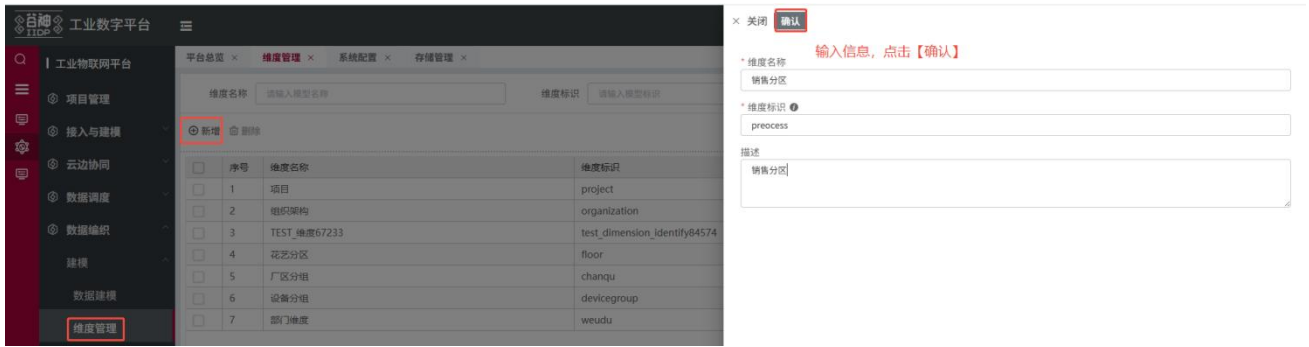 谷神
IIDP
工业数字平台
工业物联网平台
项目管理
接入与建模
云边协同
数据调度
数据编织
建模
数据建模
维度管理
平台总览 × 维度管理 × 系统配置 × 存储管理 ×
维度名称 请输入模型名称 维度标识 请输入模型标识
新增 删除
序号 维度名称 维度标识
1 项目 project
2 组织架构 organization
3 TEST_维度67233 test_dimension_identify84574
4 花艺分区 floor
5 厂区分组 changqu
6 设备分组 devicegroup
7 部门维度 weudu
× 关闭 确认
输入信息，点击【确认】
* 维度名称
销售分区
* 维度标识
preocess
描述
销售分区